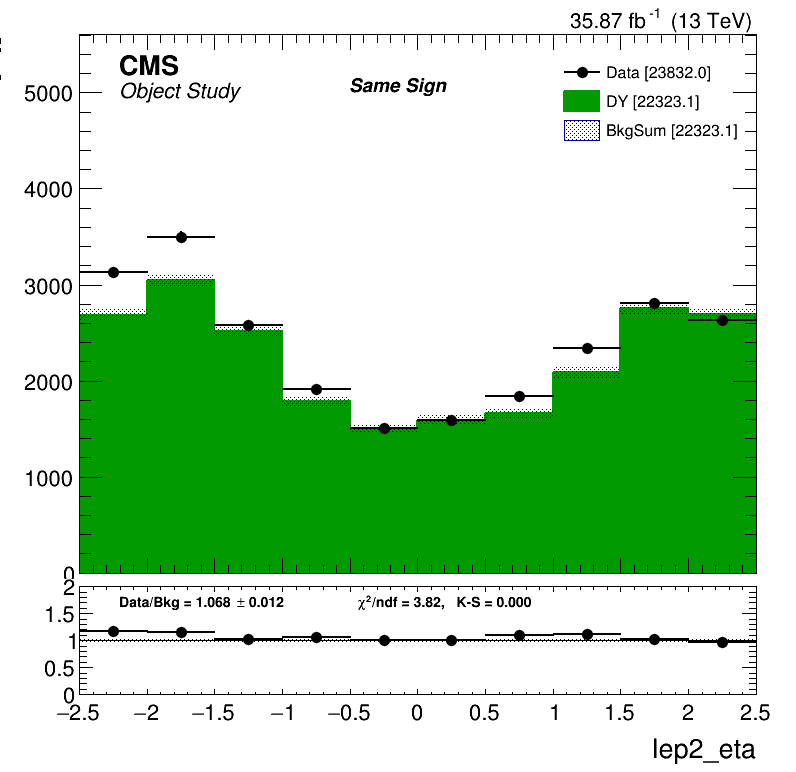 35.87 fb-1 (13 TeV)
CMS
Object Study
Same Sign
Data [23832.0]
DY [22323.1]
BkgSum [22323.1]
5000
4000
3000
2000
1000
0
Data/Bkg = 1.068 ± 0.012
χ2/ndf = 3.82, K-S = 0.000
2
1.5
1
0.5
0
−2.5 −2 −1.5 −1 −0.5 0 0.5 1 1.5 2 2.5
lep2_eta